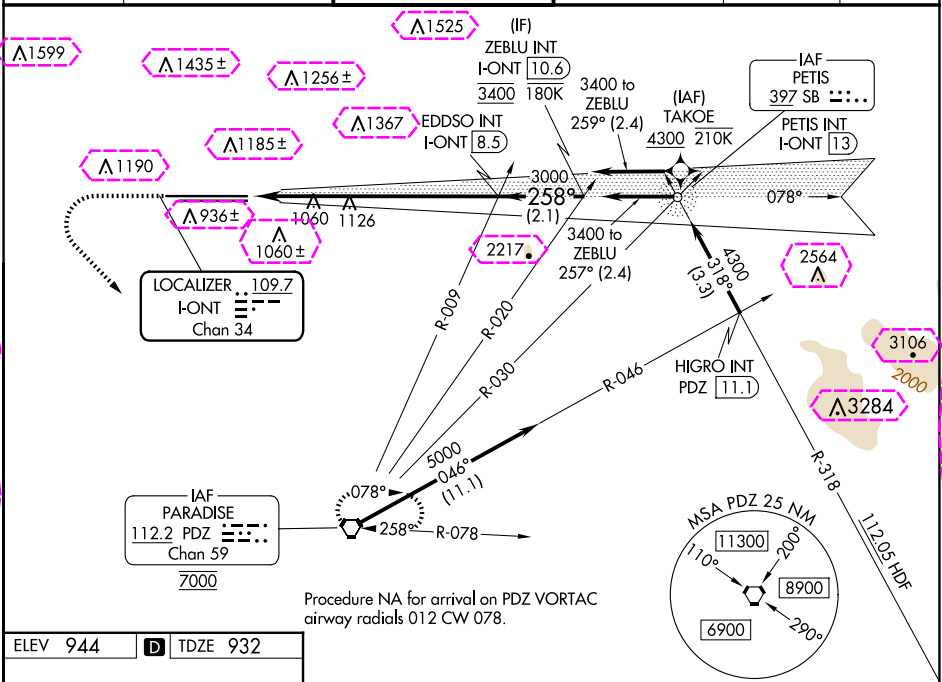 1525
1599
1435 ±
1256 ±
1367
1185 ±
1190
936 ±
1060 ±
1060
1126
(IF)
ZEBLU INT
I-ONT 10.6
3400 180K
EDDSO INT
I-ONT 8.5
3400 to
ZEBLU
259° (2.4)
(IAF)
TAKOE
4300 210K
IAF
PETIS
397 SB
PETIS INT
I-ONT 13
3000
258°
(2.1)
078°
3400 to
ZEBLU
257° (2.4)
2217
4300
318°
(3.3)
2564
LOCALIZER 109.7
I-ONT
Chan 34
R-009
R-020
R-030
R-046
HIGRO INT
PDZ 11.1
3106
2000
3284
R-318
112.05 HDF
5000
046°
(11.1)
078°
258°
R-078
IAF
PARADISE
112.2 PDZ
Chan 59
7000
MSA PDZ 25 NM
11300
110°
200°
8900
6900
290°
Procedure NA for arrival on PDZ VORTAC
airway radials 012 CW 078.
ELEV 944 D TDZE 932